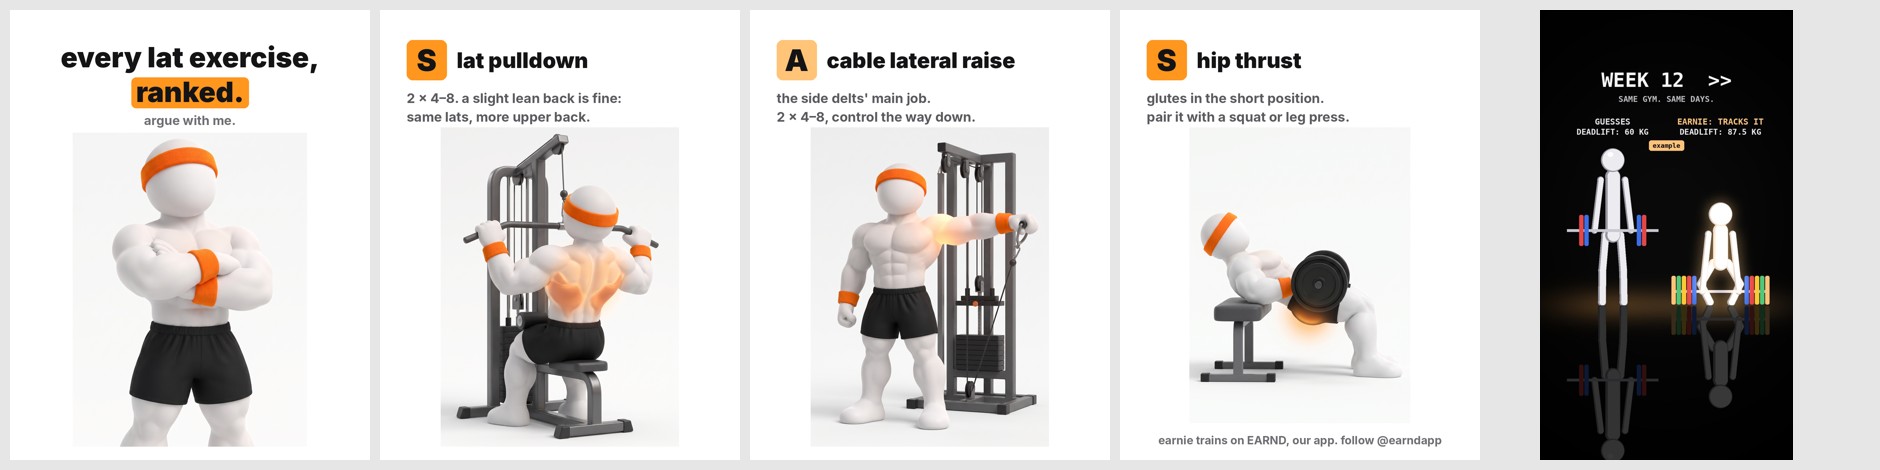 every lat exercise,
ranked.
argue with me.
S lat pulldown
2 × 4–8. a slight lean back is fine:
same lats, more upper back.
A cable lateral raise
the side delts' main job.
2 × 4–8, control the way down.
S hip thrust
glutes in the short position.
pair it with a squat or leg press.
earnie trains on EARND, our app. follow @earndapp
WEEK 12 >>
SAME GYM. SAME DAYS.
GUESSES
DEADLIFT: 60 KG
EARNIE: TRACKS IT
DEADLIFT: 87.5 KG
example